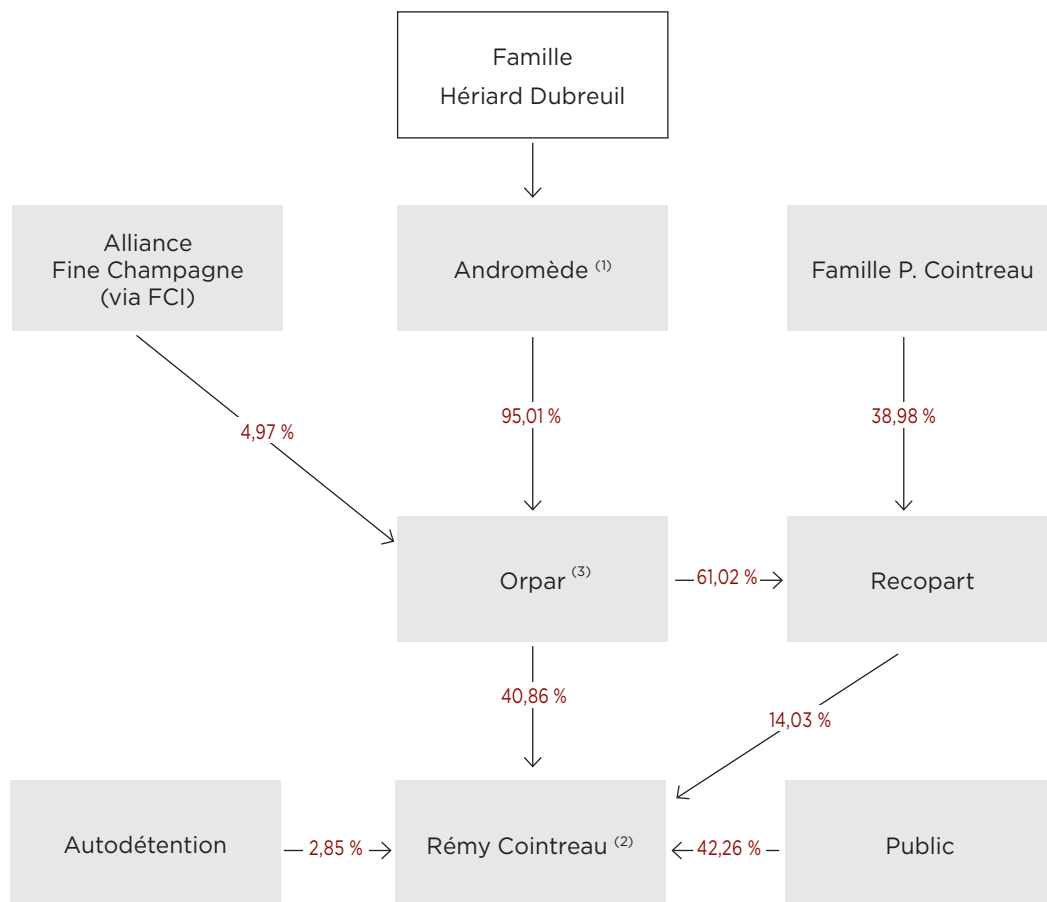 Famille
Hériard Dubreuil
Alliance
Fine Champagne
(via FCI)
Andromède (1)
Famille P. Cointreau
4,97 %
95,01 %
38,98 %
Orpar (3)
61,02 %
Recopart
40,86 %
14,03 %
Autodétention
2,85 %
Rémy Cointreau (2)
42,26 %
Public